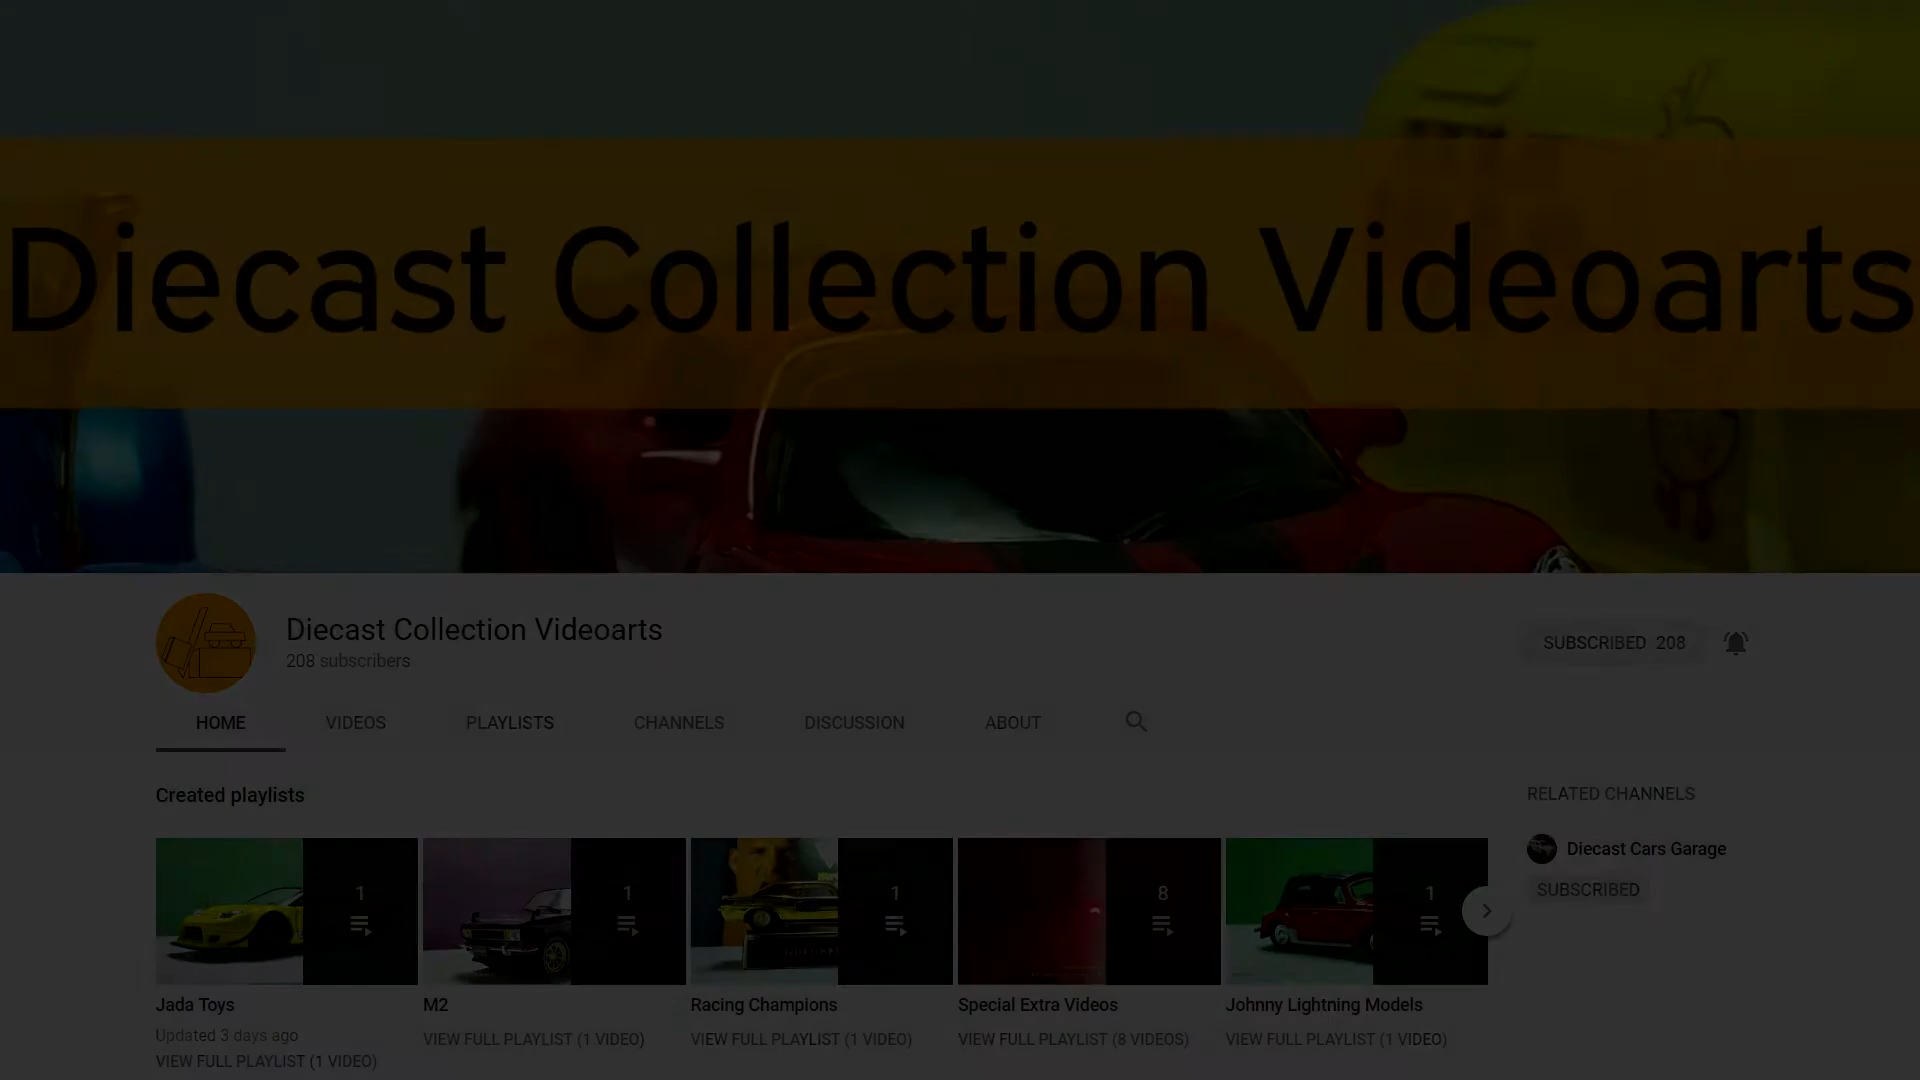 Diecast Collection Videoarts
Diecast Collection Videoarts
208 subscribers
SUBSCRIBED 208
HOME
VIDEOS
PLAYLISTS
CHANNELS
DISCUSSION
ABOUT
Created playlists
RELATED CHANNELS
Diecast Cars Garage
SUBSCRIBED
1
1
1
8
1
Jada Toys
Updated 3 days ago
VIEW FULL PLAYLIST (1 VIDEO)
M2
VIEW FULL PLAYLIST (1 VIDEO)
Racing Champions
VIEW FULL PLAYLIST (1 VIDEO)
Special Extra Videos
VIEW FULL PLAYLIST (8 VIDEOS)
Johnny Lightning Models
VIEW FULL PLAYLIST (1 VIDEO)